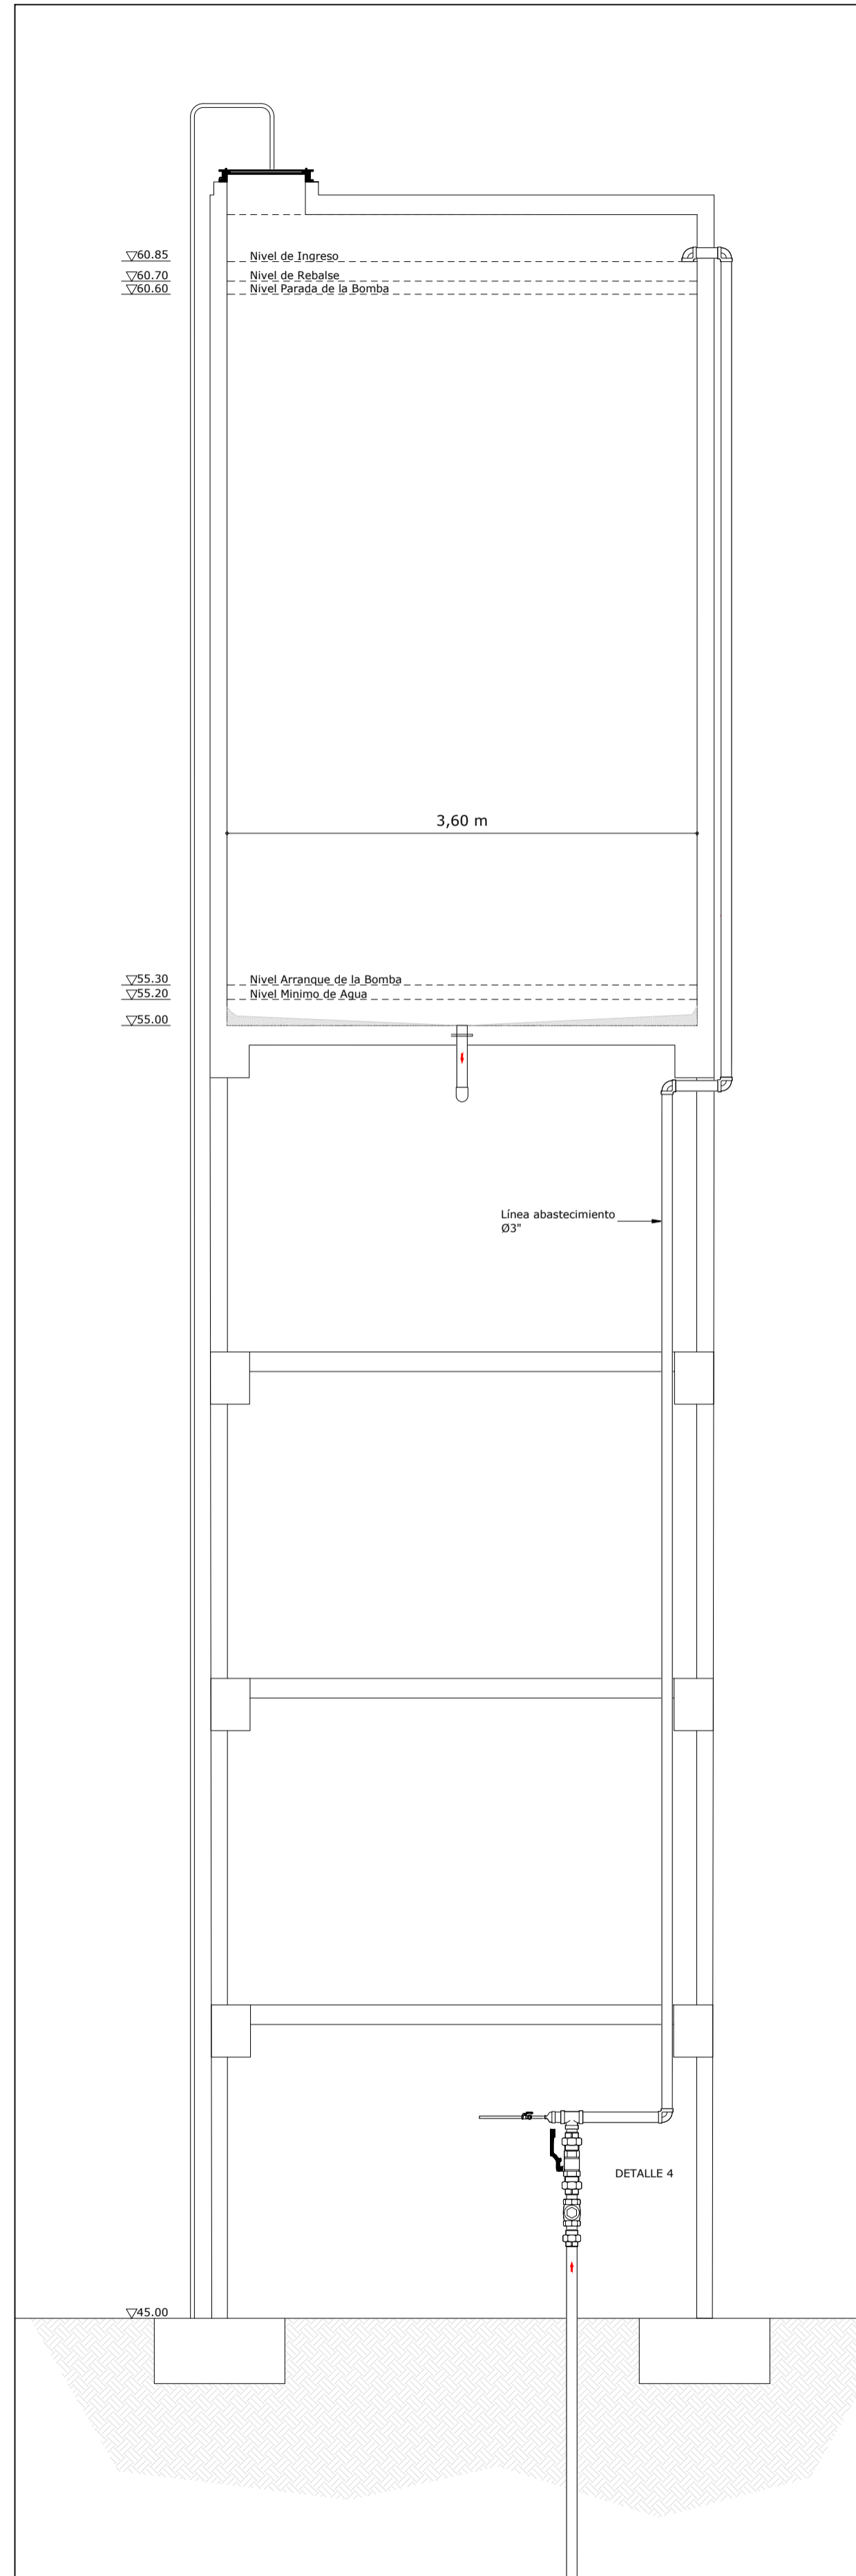 ▽60.85
Nivel de Ingreso
▽60.70
Nivel de Rebalse
▽60.60
Nivel Parada de la Bomba
3,60 m
▽55.30
Nivel Arranque de la Bomba
▽55.20
Nivel Minimo de Agua
▽55.00
Línea abastecimiento
Ø3"
DETALLE 4
▽45.00